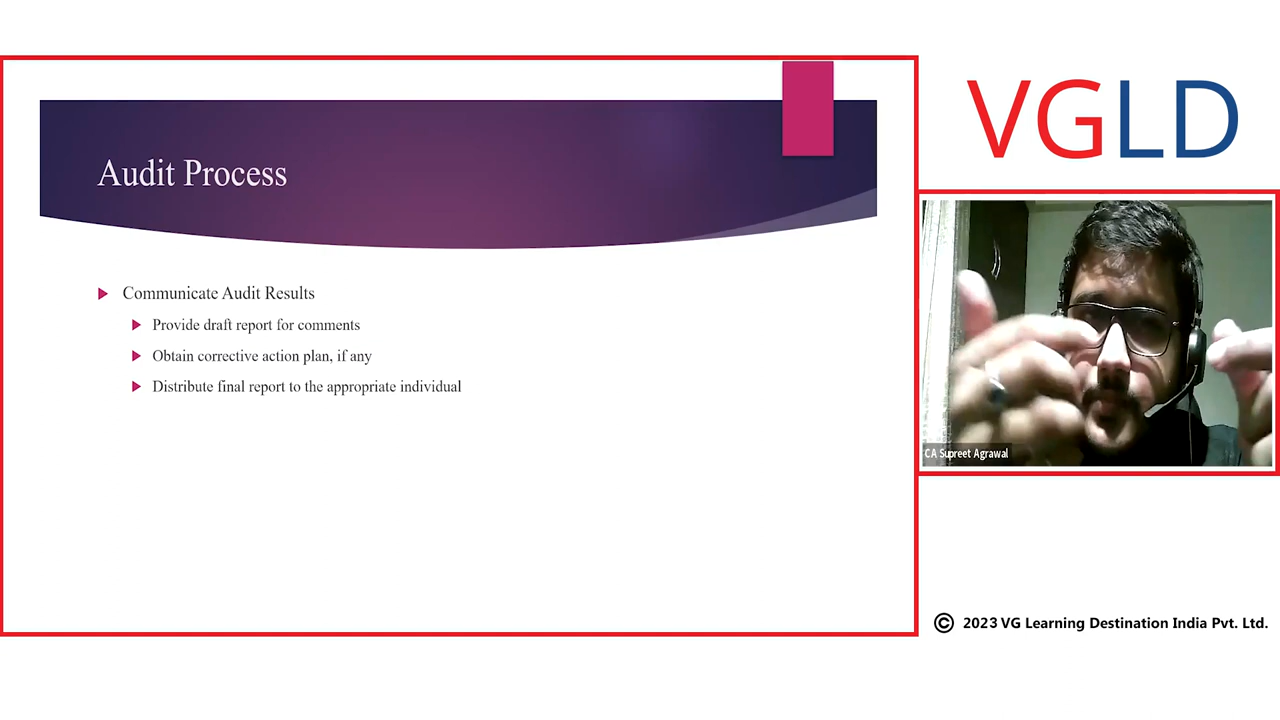 Audit Process
Communicate Audit Results
Provide draft report for comments
Obtain corrective action plan, if any
Distribute final report to the appropriate individual
VGLD
CA Supreet Agrawal
© 2023 VG Learning Destination India Pvt. Ltd.